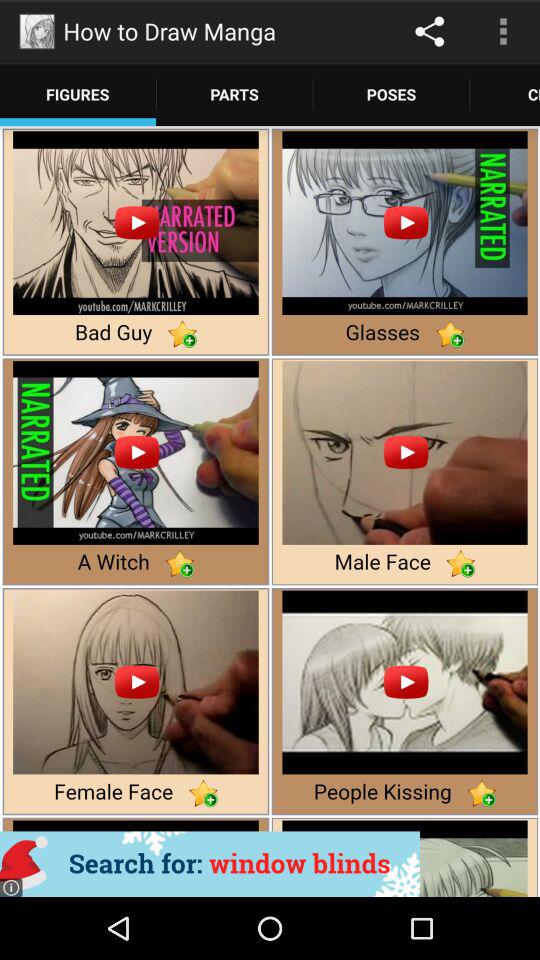 How to Draw Manga
FIGURES PARTS POSES C
NARRATED
VERSION
youtube.com/MARKCRILLEY
Bad Guy
NARRATED
youtube.com/MARKCRILLEY
Glasses
NARRATED
youtube.com/MARKCRILLEY
A Witch
Male Face
Female Face
People Kissing
Search for: window blinds